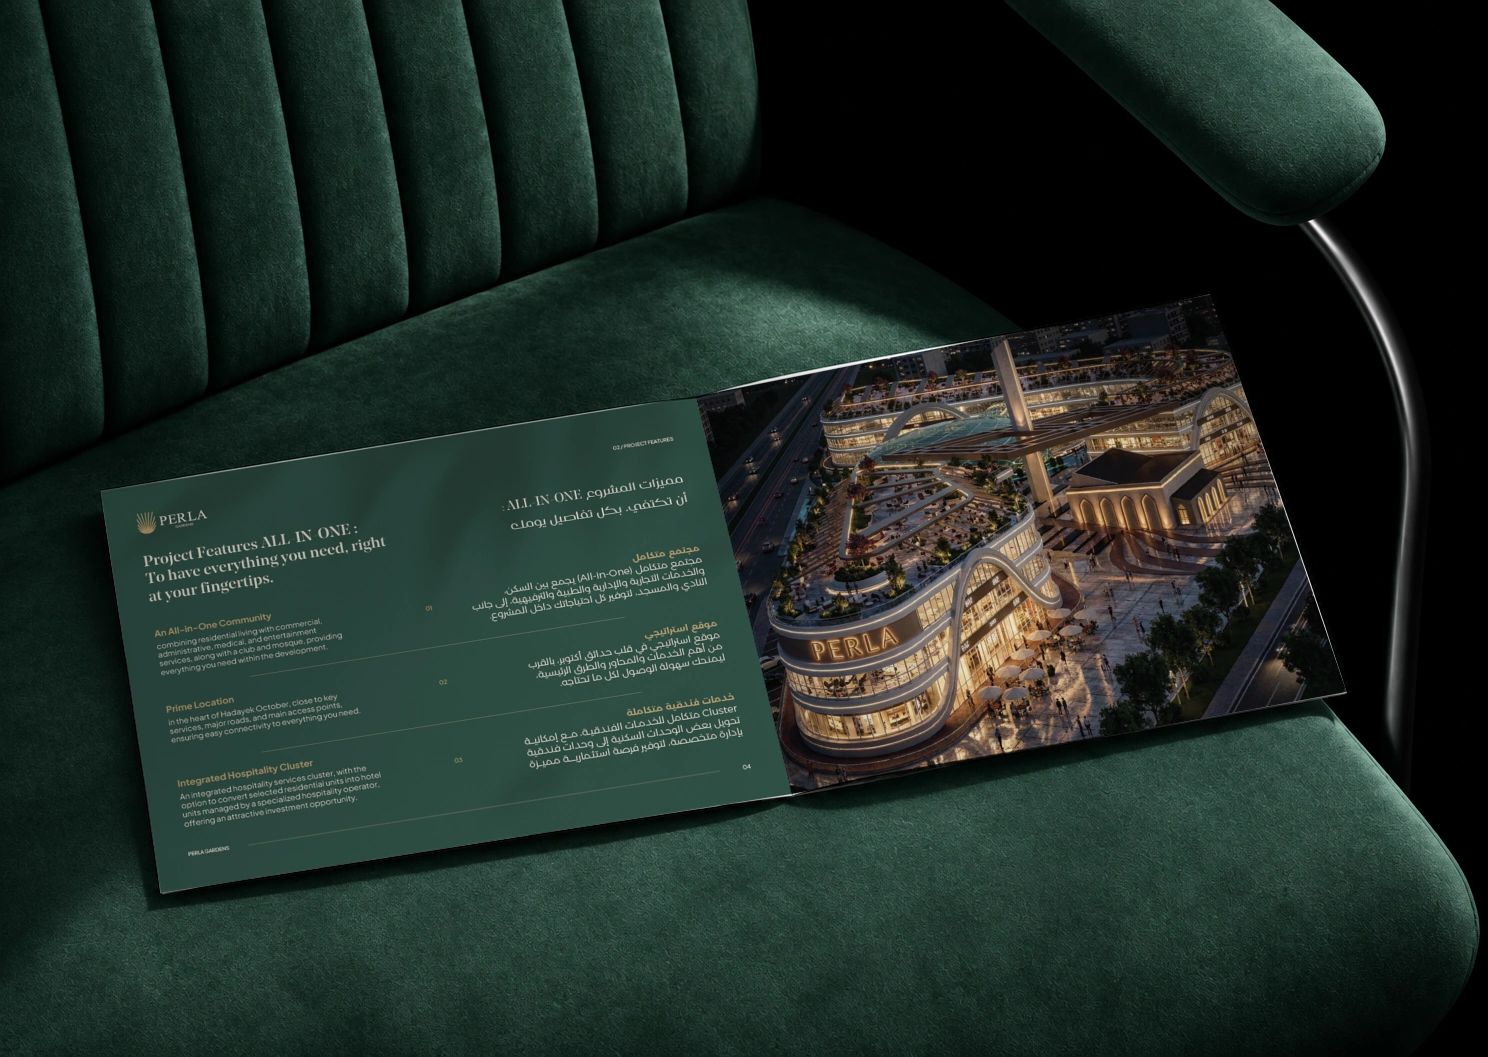 PERLA
GARDENS
02/ PROJECT FEATURES
Project Features ALL IN ONE :
To have everything you need, right
at your fingertips.
مميزات المشروع ALL IN ONE :
أن تكتفي، بكل تفاصيل يومك
An All-in-One Community
combining residential living with commercial,
administrative, medical, and entertainment
services, along with a club and mosque, providing
everything you need within the development.
01
مجتمع متكامل
مجتمع متكامل (All-in-One) يجمع بين السكن،
والخدمات التجارية والإدارية والطبية والترفيهية، إلى جانب
النادي والمسجد، لتوفير كل احتياجاتك داخل المشروع.
Prime Location
in the heart of Hadayek October, close to key
services, major roads, and main access points,
ensuring easy connectivity to everything you need.
02
موقع استراتيجي
موقع استراتيجي في قلب حدائق أكتوبر، بالقرب
من أهم الخدمات والمحاور والطرق الرئيسية،
ليمنحك سهولة الوصول لكل ما تحتاجه.
Integrated Hospitality Cluster
An integrated hospitality services cluster, with the
option to convert selected residential units into hotel
units managed by a specialized hospitality operator,
offering an attractive investment opportunity.
03
خدمات فندقية متكاملة
Cluster متكامل للخدمات الفندقية، مع إمكانية
تحويل بعض الوحدات السكنية إلى وحدات فندقية
بإدارة متخصصة، لتوفير فرصة استثمارية مميزة
PERLA GARDENS
04
PERLA